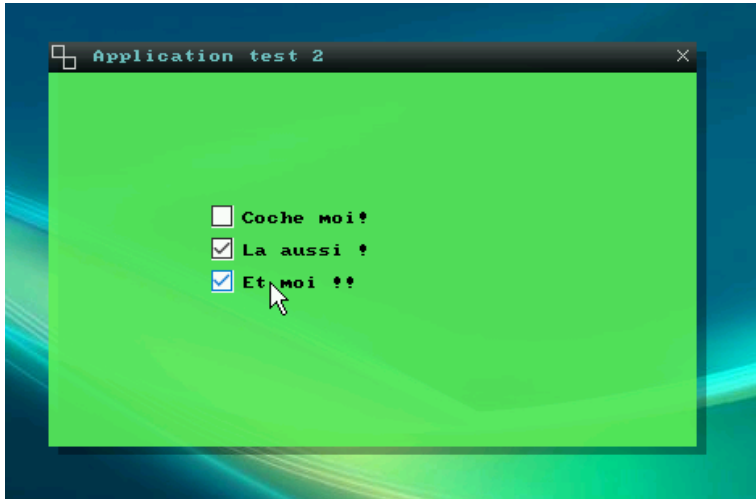 Application test 2
Coche moi!
La aussi !
Et moi !!